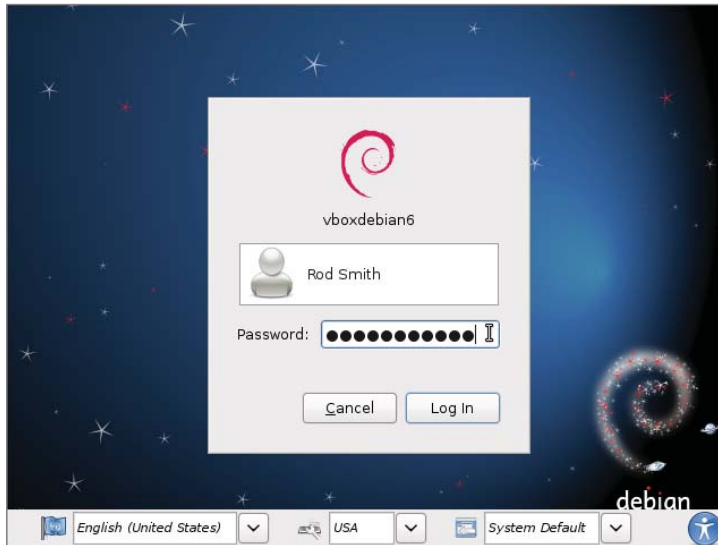 vboxdebian6
Rod Smith
Password: ●●●●●●●●●●●
Cancel Log In
debian
English (United States) USA System Default